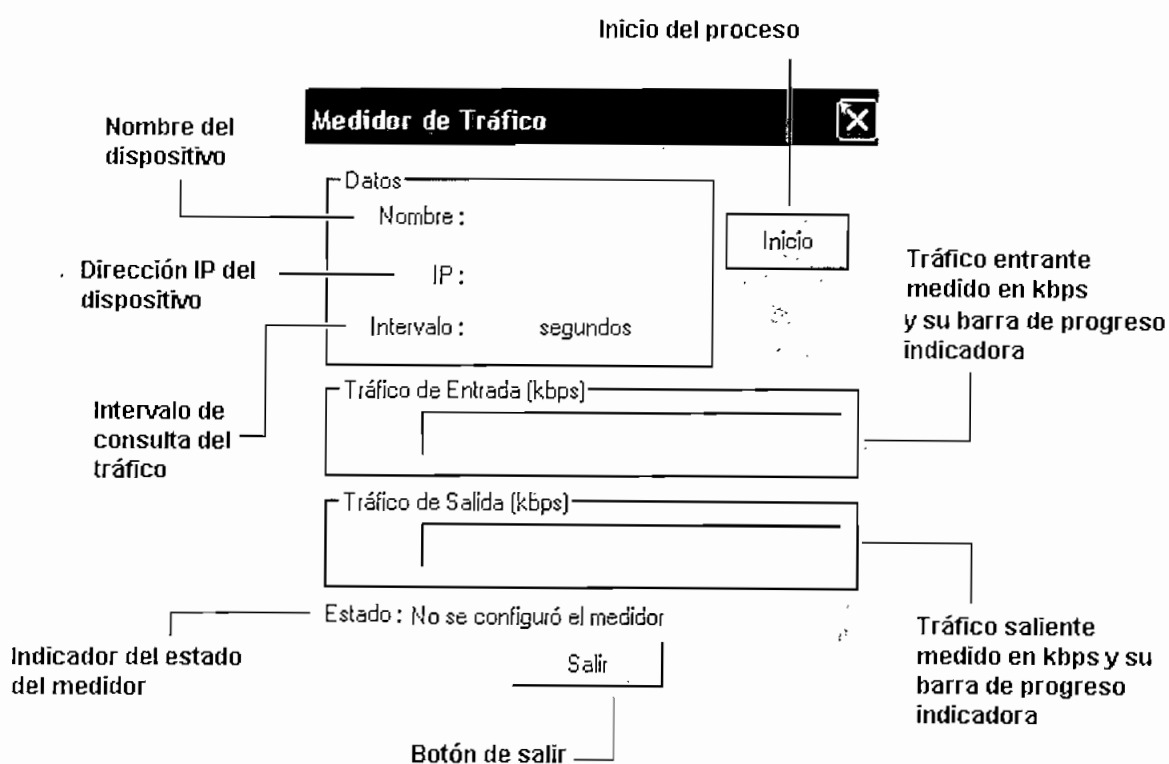 Inicio del proceso
Medidor de Tráfico
Nombre del
dispositivo
Datos
Nombre :
Inicio
Dirección IP del
dispositivo
IP :
Tráfico entrante
medido en kbps
y su barra de progreso
indicadora
Intervalo : segundos
Intervalo de
consulta del
tráfico
Tráfico de Entrada (kbps)
Tráfico de Salida (kbps)
Estado : No se configuró el medidor
Indicador del estado
del medidor
Salir
Tráfico saliente
medido en kbps y su
barra de progreso
indicadora
Botón de salir